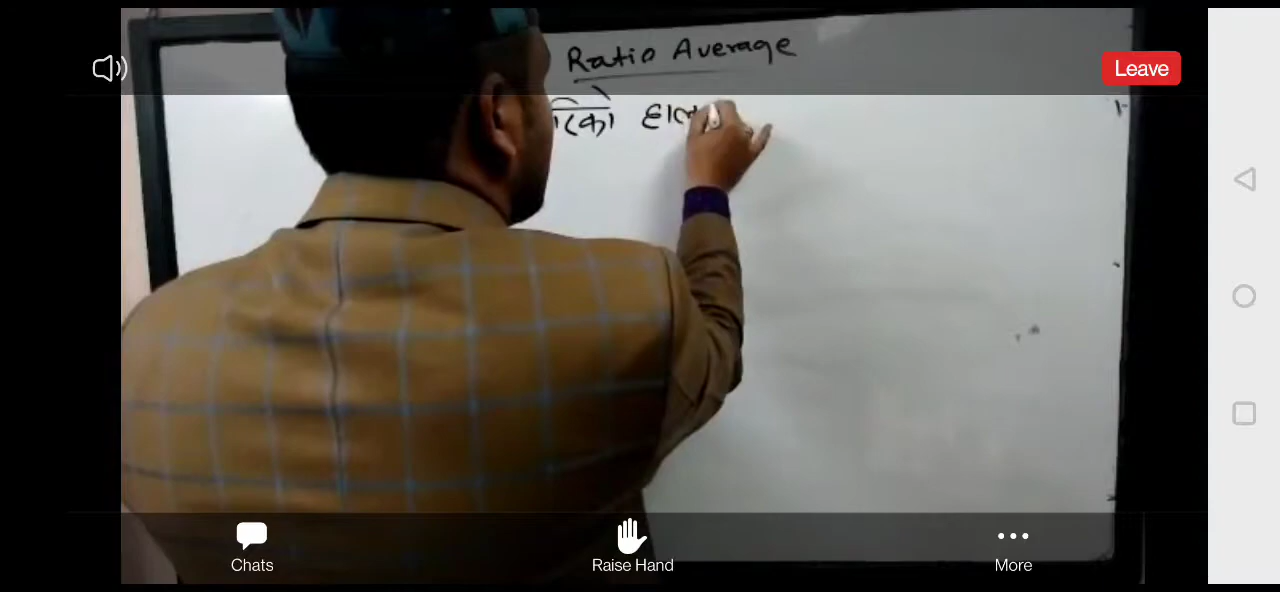 Ratio Average
Leave
Chats
Raise Hand
More